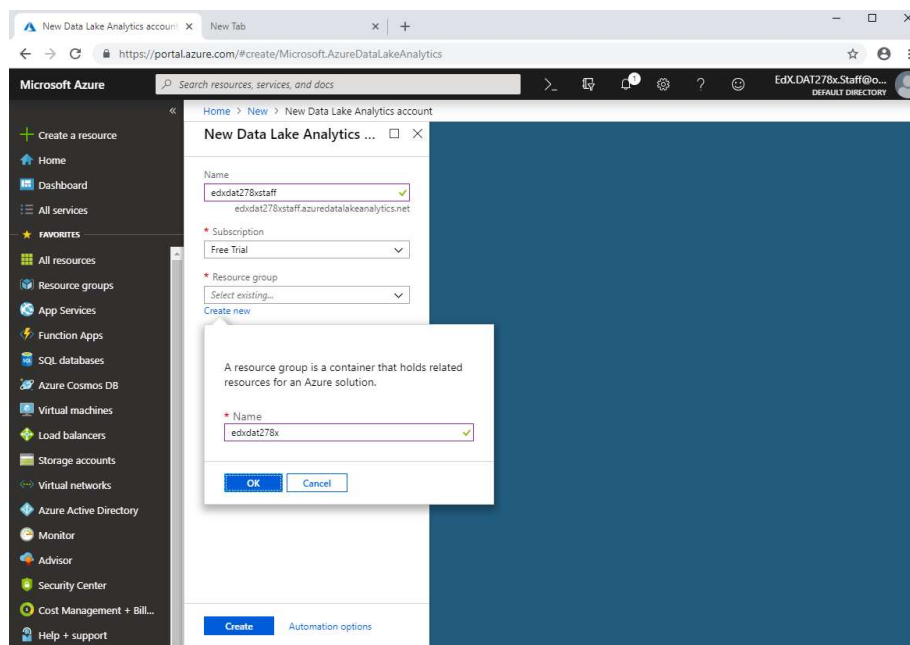 New Data Lake Analytics account
New Tab
https://portal.azure.com/#create/Microsoft.AzureDataLakeAnalytics
Microsoft Azure
Search resources, services, and docs
1
EdX.DAT278x.Staff@o...
DEFAULT DIRECTORY
Home > New > New Data Lake Analytics account
Create a resource
Home
Dashboard
All services
FAVORITES
All resources
Resource groups
App Services
Function Apps
SQL databases
Azure Cosmos DB
Virtual machines
Load balancers
Storage accounts
Virtual networks
Azure Active Directory
Monitor
Advisor
Security Center
Cost Management + Bill...
Help + support
New Data Lake Analytics ...
Name
edxdat278xstaff
edxdat278xstaff.azuredatalakeanalytics.net
* Subscription
Free Trial
* Resource group
Select existing...
Create new
A resource group is a container that holds related
resources for an Azure solution.
* Name
edxdat278x
OK Cancel
Create Automation options